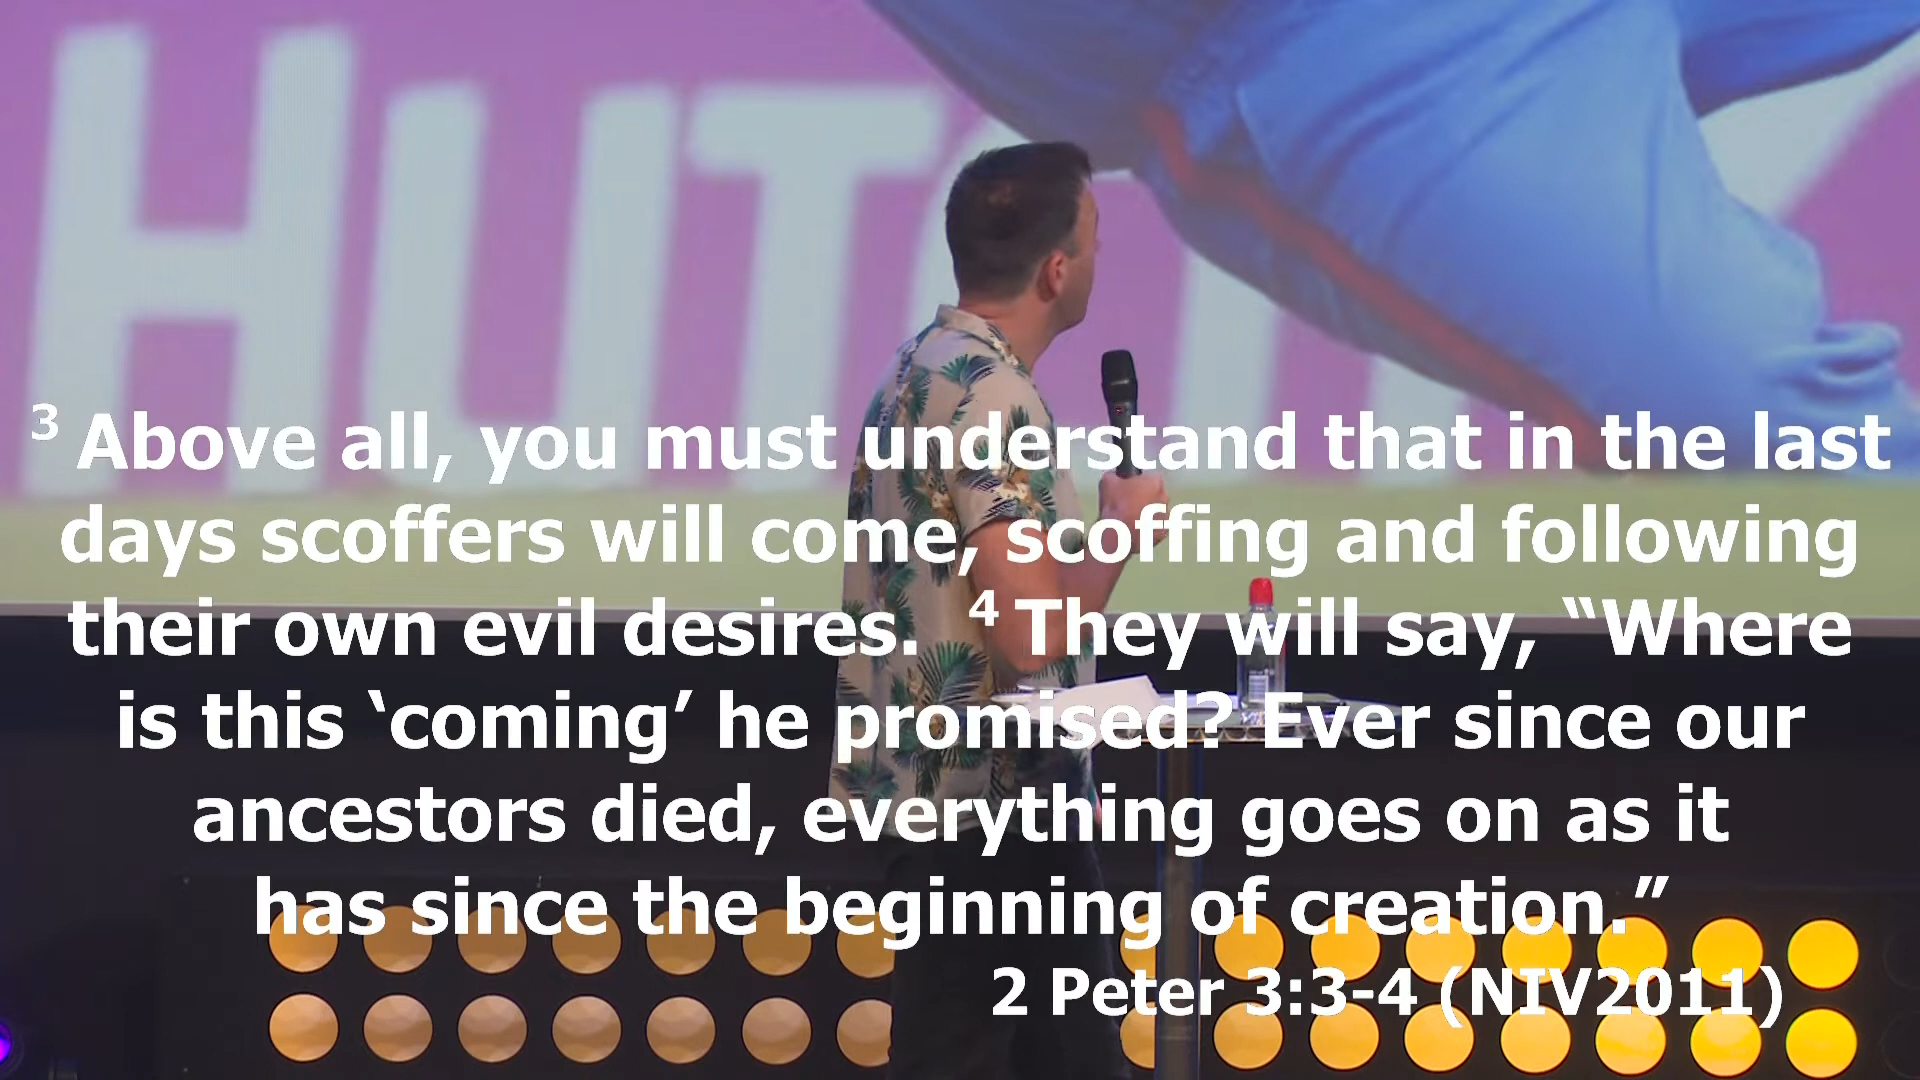 HUTC
³ Above all, you must understand that in the last
days scoffers will come, scoffing and following
their own evil desires. ⁴ They will say, “Where
is this ‘coming’ he promised? Ever since our
ancestors died, everything goes on as it
has since the beginning of creation.”
2 Peter 3:3-4 (NIV2011)